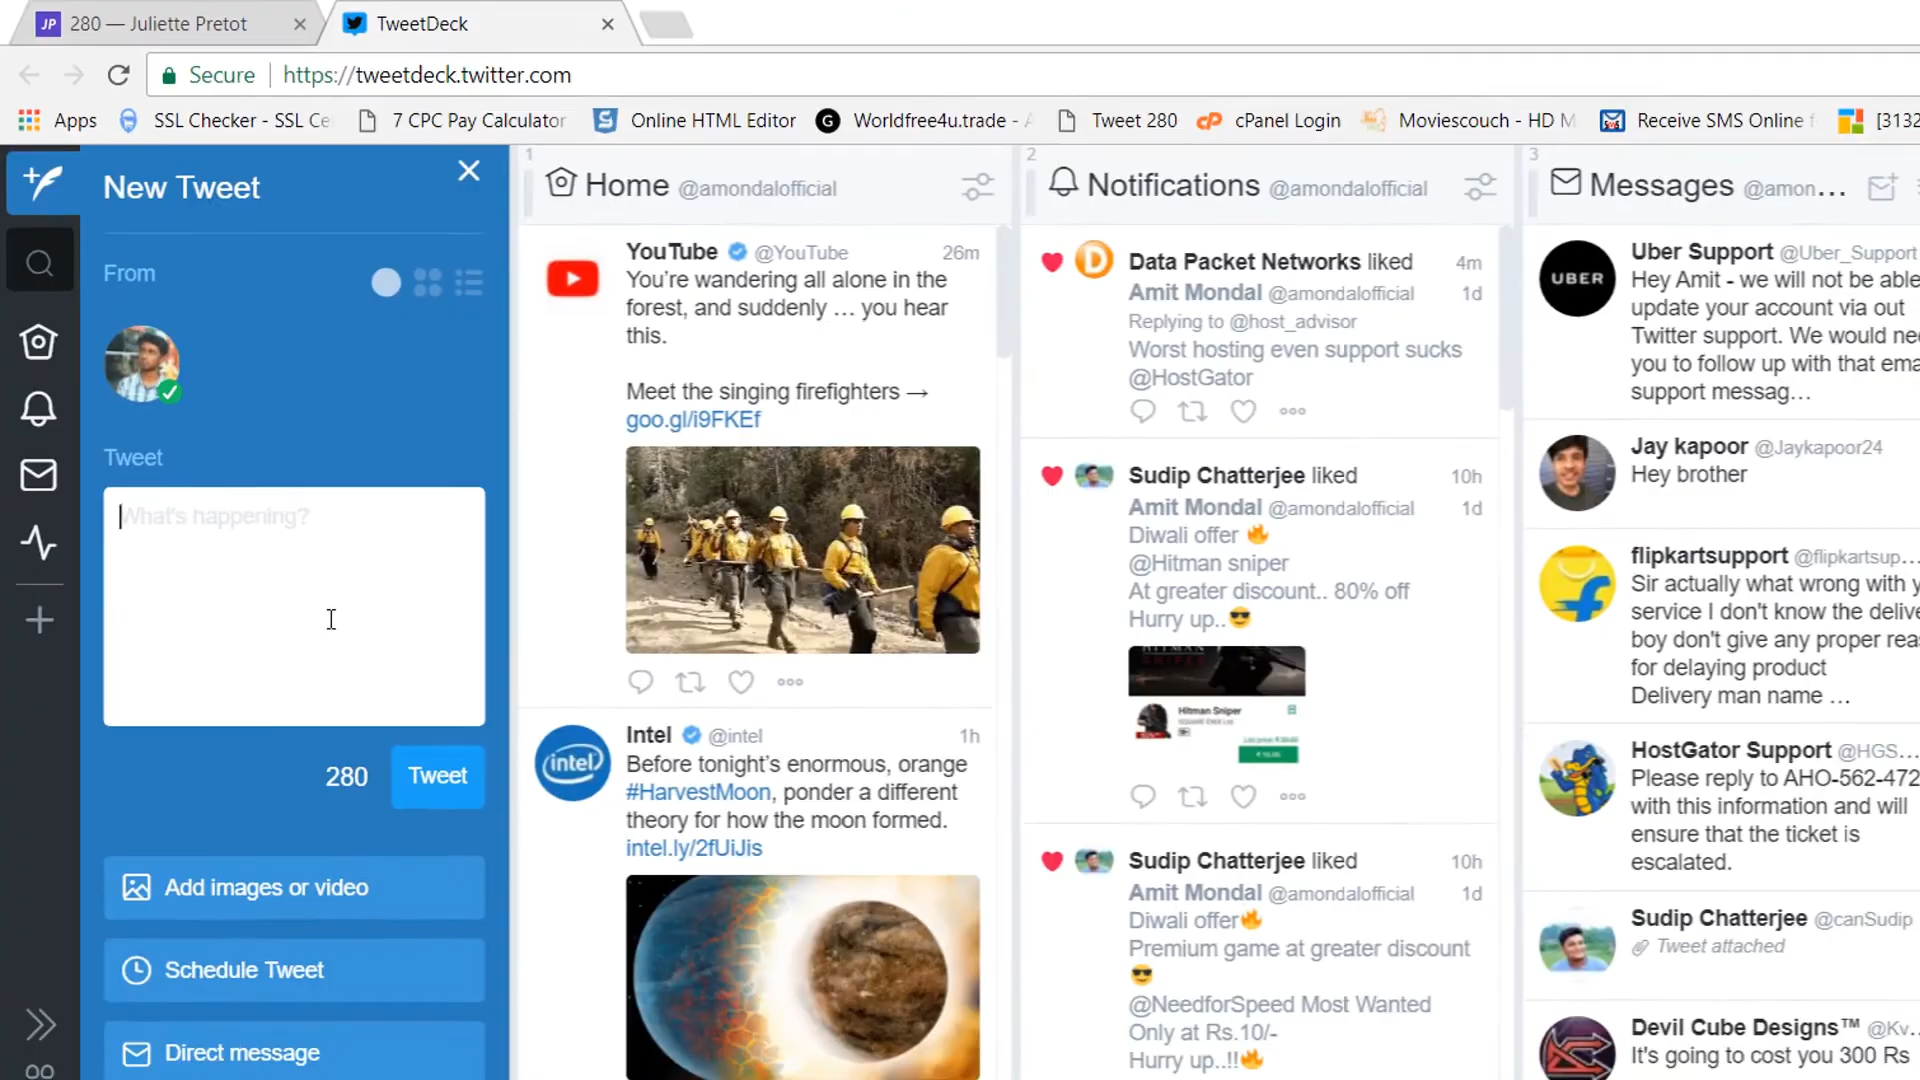 JP 280 — Juliette Pretot
TweetDeck
Secure https://tweetdeck.twitter.com
Apps SSL Checker - SSL Ce 7 CPC Pay Calculator Online HTML Editor G Worldfree4u.trade - Tweet 280 cP cPanel Login Moviescouch - HD M Receive SMS Online [3132
New Tweet
From
Tweet
What's happening?
280 Tweet
Add images or video
Schedule Tweet
Direct message
1
Home @amondalofficial
YouTube @YouTube 26m
You're wandering all alone in the
forest, and suddenly … you hear
this.
Meet the singing firefighters →
goo.gl/i9FKEf
Intel @intel 1h
intel
Before tonight's enormous, orange
#HarvestMoon, ponder a different
theory for how the moon formed.
intel.ly/2fUiJis
2
Notifications @amondalofficial
Data Packet Networks liked 4m
Amit Mondal @amondalofficial 1d
Replying to @host_advisor
Worst hosting even support sucks
@HostGator
Sudip Chatterjee liked 10h
Amit Mondal @amondalofficial 1d
Diwali offer 🔥
@Hitman sniper
At greater discount.. 80% off
Hurry up..😎
Hitman Sniper
Sudip Chatterjee liked 10h
Amit Mondal @amondalofficial 1d
Diwali offer🔥
Premium game at greater discount
😎
@NeedforSpeed Most Wanted
Only at Rs.10/-
Hurry up..!!🔥
3
Messages @amon…
UBER
Uber Support @Uber_Support
Hey Amit - we will not be able
update your account via out
Twitter support. We would nee
you to follow up with that ema
support messag…
Jay kapoor @Jaykapoor24
Hey brother
flipkartsupport @flipkartsup…
Sir actually what wrong with y
service I don't know the delive
boy don't give any proper rea
for delaying product
Delivery man name …
HostGator Support @HGS…
Please reply to AHO-562-472
with this information and will
ensure that the ticket is
escalated.
Sudip Chatterjee @canSudip
Tweet attached
Devil Cube Designs™ @Kv…
It's going to cost you 300 Rs